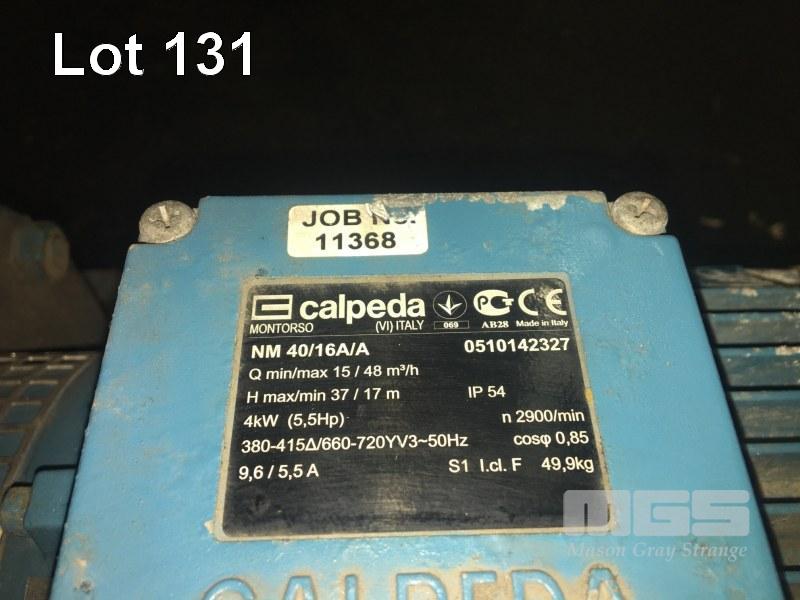 Lot 131
JOB No.
11368
calpeda
MONTORSO (VI) ITALY 069 AB28 Made in Italy
NM 40/16A/A 0510142327
Q min/max 15 / 48 m³/h
H max/min 37 / 17 m IP 54
4kW (5,5Hp) n 2900/min
380-415Δ/660-720YV3~50Hz cosφ 0,85
9,6 / 5,5 A S1 I.cl. F 49,9kg
MGS
Mason Gray Strange
CALPEDA